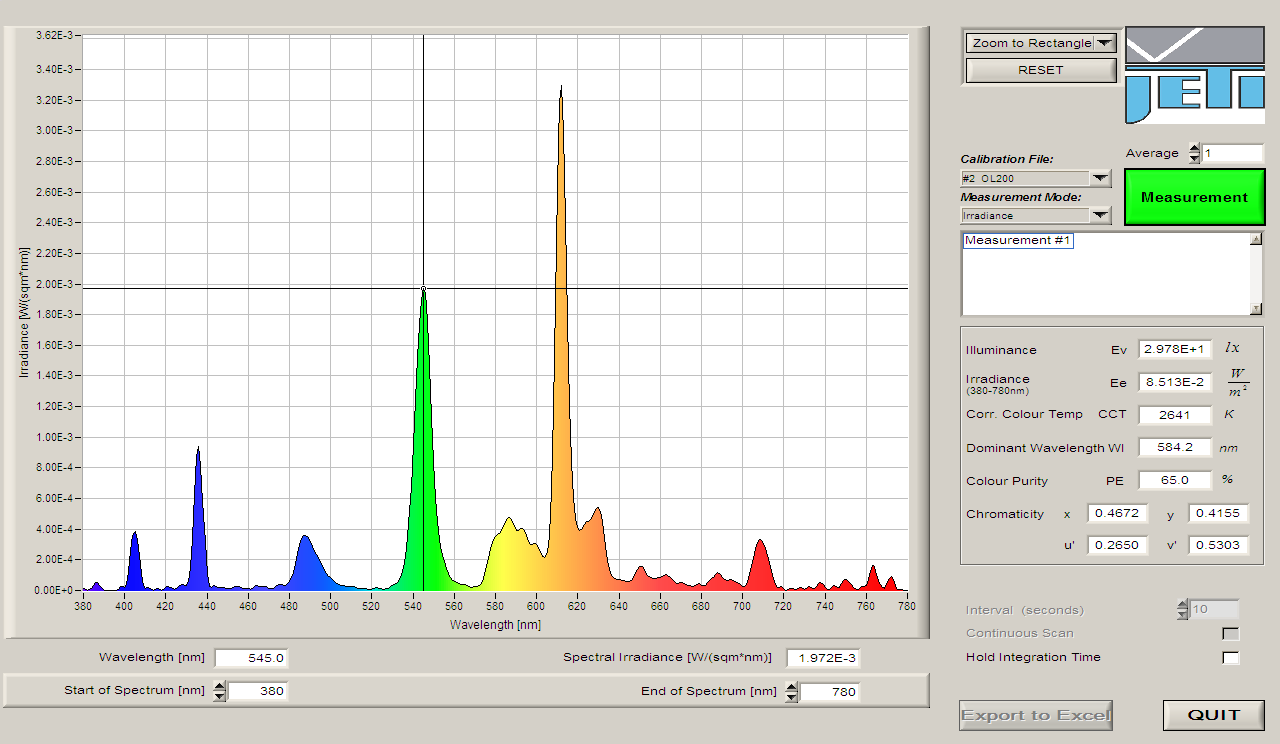 3.62E-3
3.40E-3
3.20E-3
3.00E-3
2.80E-3
2.60E-3
2.40E-3
2.20E-3
2.00E-3
1.80E-3
1.60E-3
1.40E-3
1.20E-3
1.00E-3
8.00E-4
6.00E-4
4.00E-4
2.00E-4
0.00E+0
Irradiance [W/(sqm*nm)]
380 400 420 440 460 480 500 520 540 560 580 600 620 640 660 680 700 720 740 760 780
Wavelength [nm]
Wavelength [nm] 545.0 Spectral Irradiance [W/(sqm*nm)] 1.972E-3
Start of Spectrum [nm] 380 End of Spectrum [nm] 780
Zoom to Rectangle
RESET
JETI
Average 1
Calibration File:
#2 OL200
Measurement Mode:
Irradiance
Measurement
Measurement #1
Illuminance Ev 2.978E+1 lx
Irradiance (380-780nm) Ee 8.513E-2 W/m²
Corr. Colour Temp CCT 2641 K
Dominant Wavelength Wl 584.2 nm
Colour Purity PE 65.0 %
Chromaticity x 0.4672 y 0.4155
u' 0.2650 v' 0.5303
Interval (seconds) 10
Continuous Scan
Hold Integration Time
Export to Excel QUIT